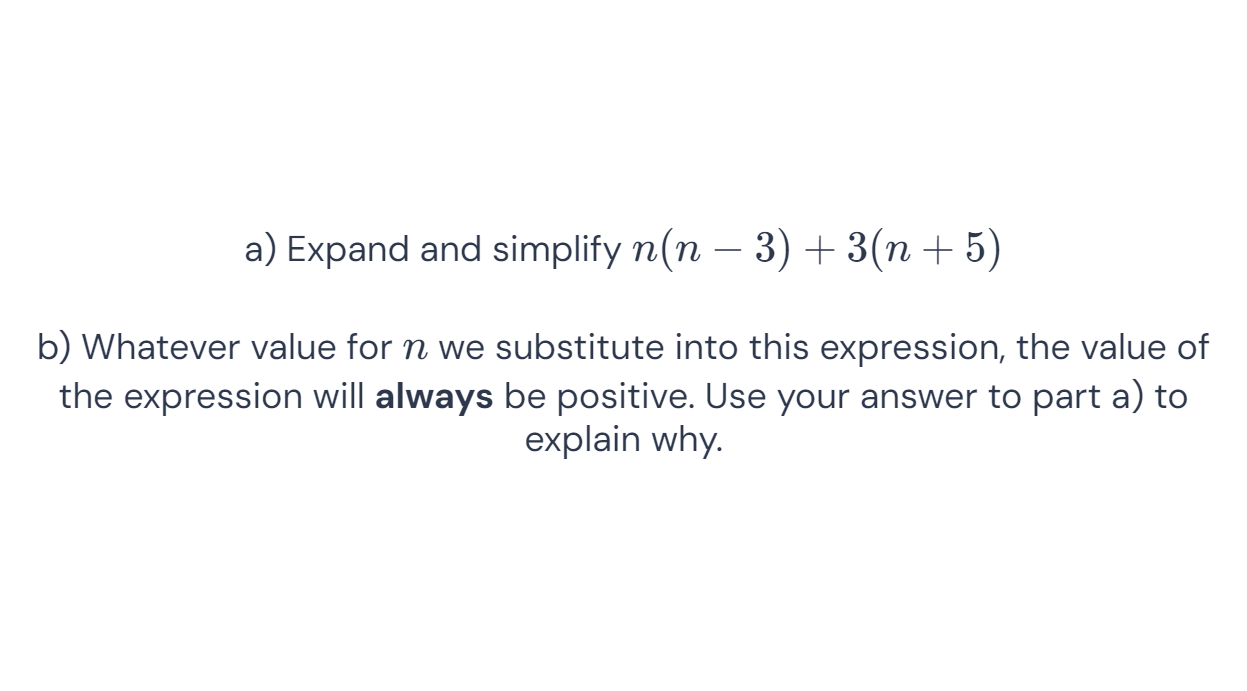 a) Expand and simplify n(n − 3) + 3(n + 5)
b) Whatever value for n we substitute into this expression, the value of
the expression will always be positive. Use your answer to part a) to
explain why.